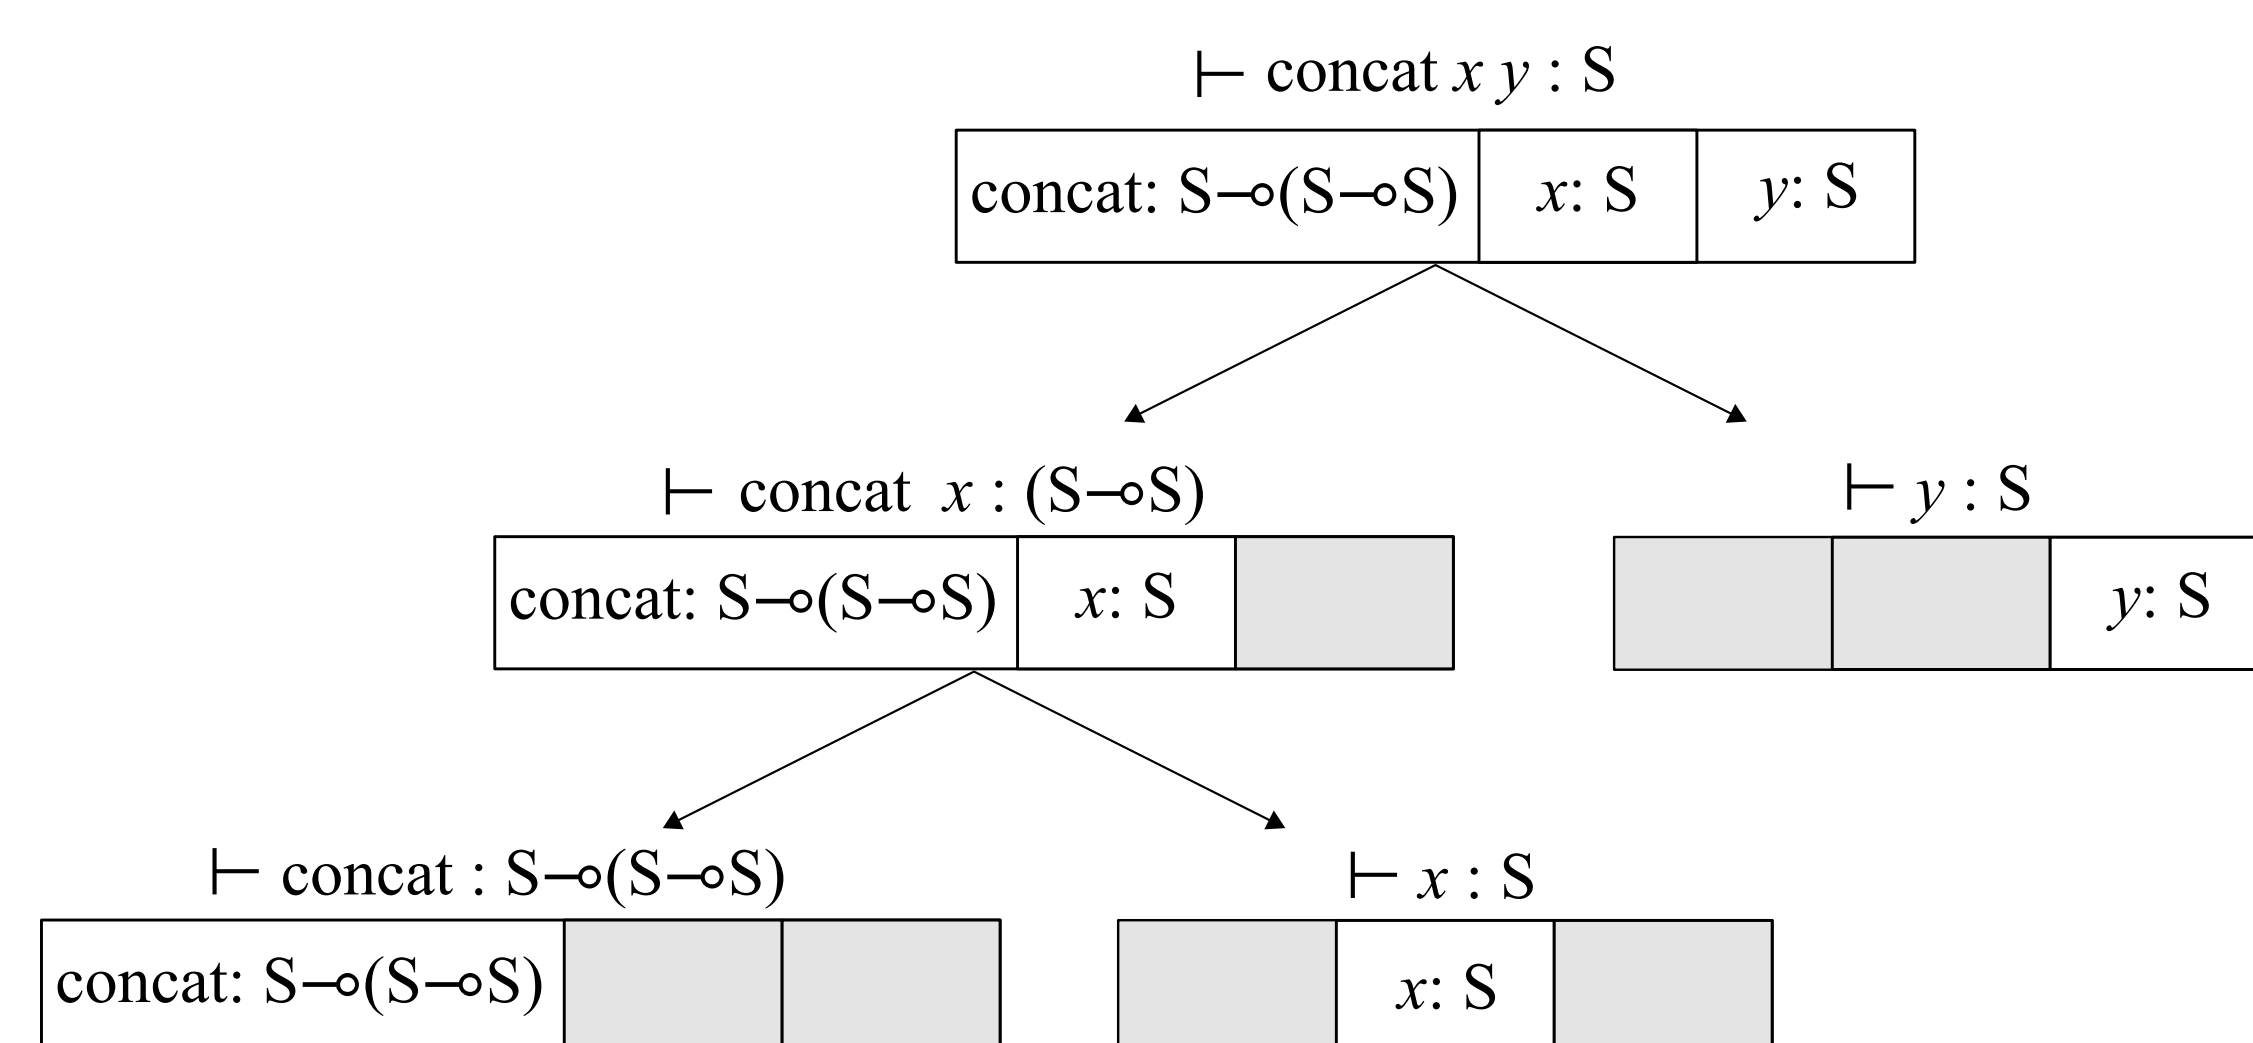 ⊢ concat x y : S
concat: S⊸(S⊸S) x: S y: S
⊢ concat x : (S⊸S) ⊢ y : S
concat: S⊸(S⊸S) x: S y: S
⊢ concat : S⊸(S⊸S) ⊢ x : S
concat: S⊸(S⊸S) x: S